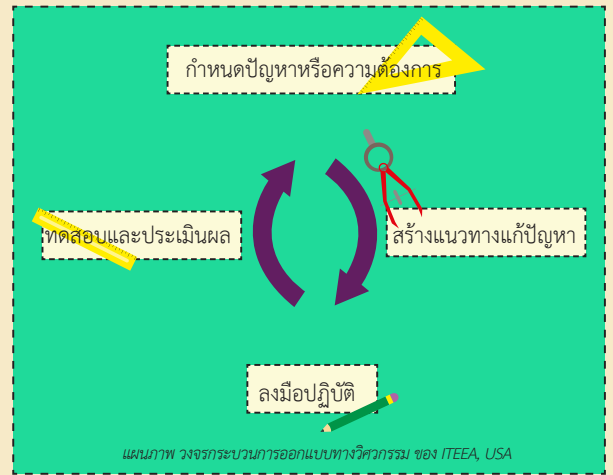 กำหนดปัญหาหรือความต้องการ
ทดสอบและประเมินผล
สร้างแนวทางแก้ปัญหา
ลงมือปฏิบัติ
แผนภาพ วงจรกระบวนการออกแบบทางวิศวกรรม ของ ITEEA, USA